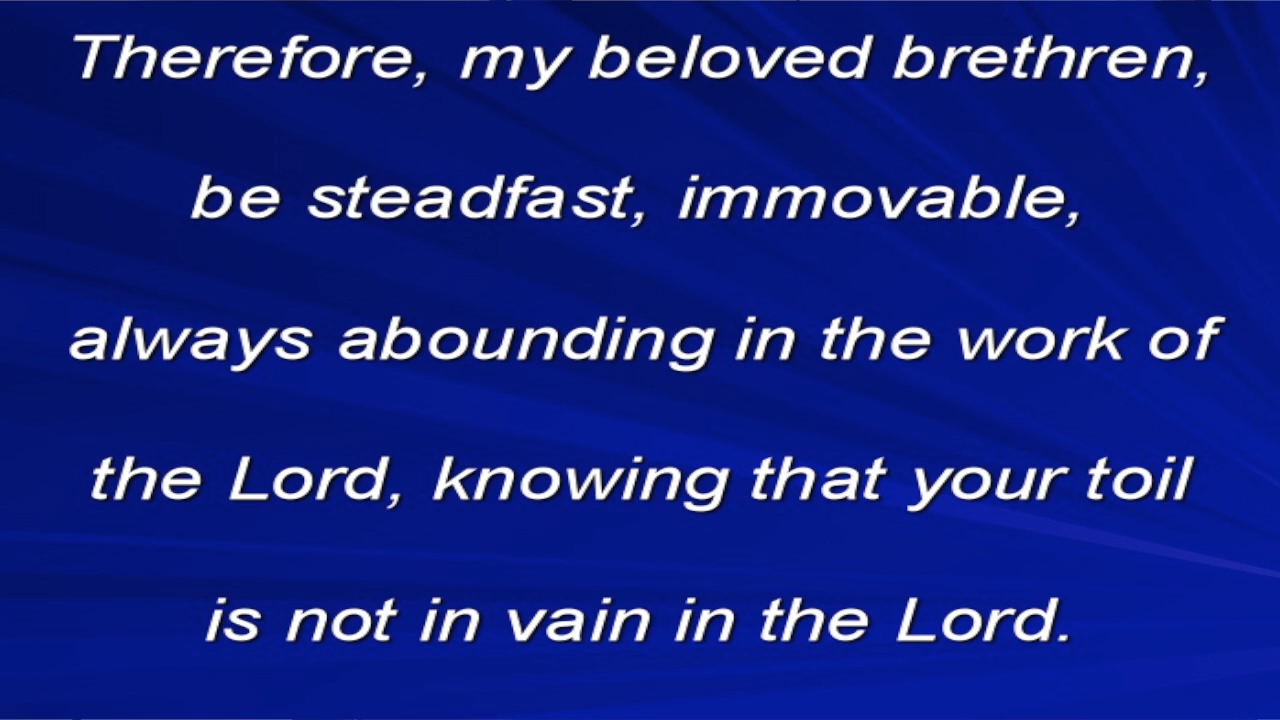 Therefore, my beloved brethren,
be steadfast, immovable,
always abounding in the work of
the Lord, knowing that your toil
is not in vain in the Lord.